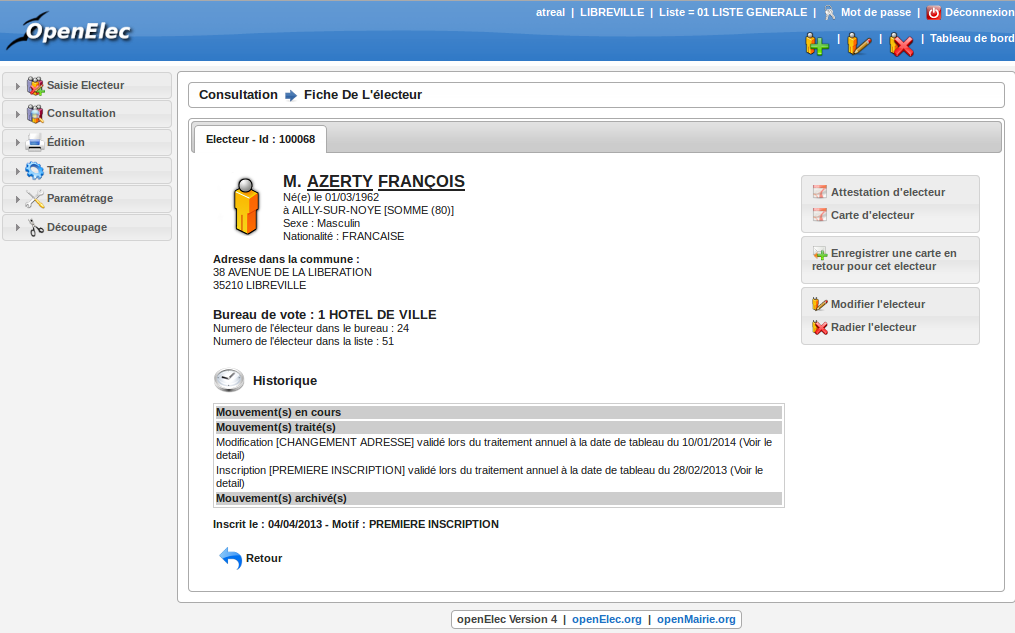 OpenElec
atreal | LIBREVILLE | Liste = 01 LISTE GENERALE | Mot de passe | Déconnexion
| | | Tableau de bord
Saisie Electeur
Consultation
Édition
Traitement
Paramétrage
Découpage
Consultation Fiche De L'électeur
Electeur - Id : 100068
M. AZERTY FRANÇOIS
Né(e) le 01/03/1962
à AILLY-SUR-NOYE [SOMME (80)]
Sexe : Masculin
Nationalité : FRANCAISE
Adresse dans la commune :
38 AVENUE DE LA LIBERATION
35210 LIBREVILLE
Bureau de vote : 1 HOTEL DE VILLE
Numero de l'électeur dans le bureau : 24
Numero de l'électeur dans la liste : 51
Historique
Mouvement(s) en cours
Mouvement(s) traité(s)
Modification [CHANGEMENT ADRESSE] validé lors du traitement annuel à la date de tableau du 10/01/2014 (Voir le
detail)
Inscription [PREMIERE INSCRIPTION] validé lors du traitement annuel à la date de tableau du 28/02/2013 (Voir le
detail)
Mouvement(s) archivé(s)
Inscrit le : 04/04/2013 - Motif : PREMIERE INSCRIPTION
Retour
Attestation d'electeur
Carte d'electeur
Enregistrer une carte en
retour pour cet electeur
Modifier l'electeur
Radier l'electeur
openElec Version 4 | openElec.org | openMairie.org